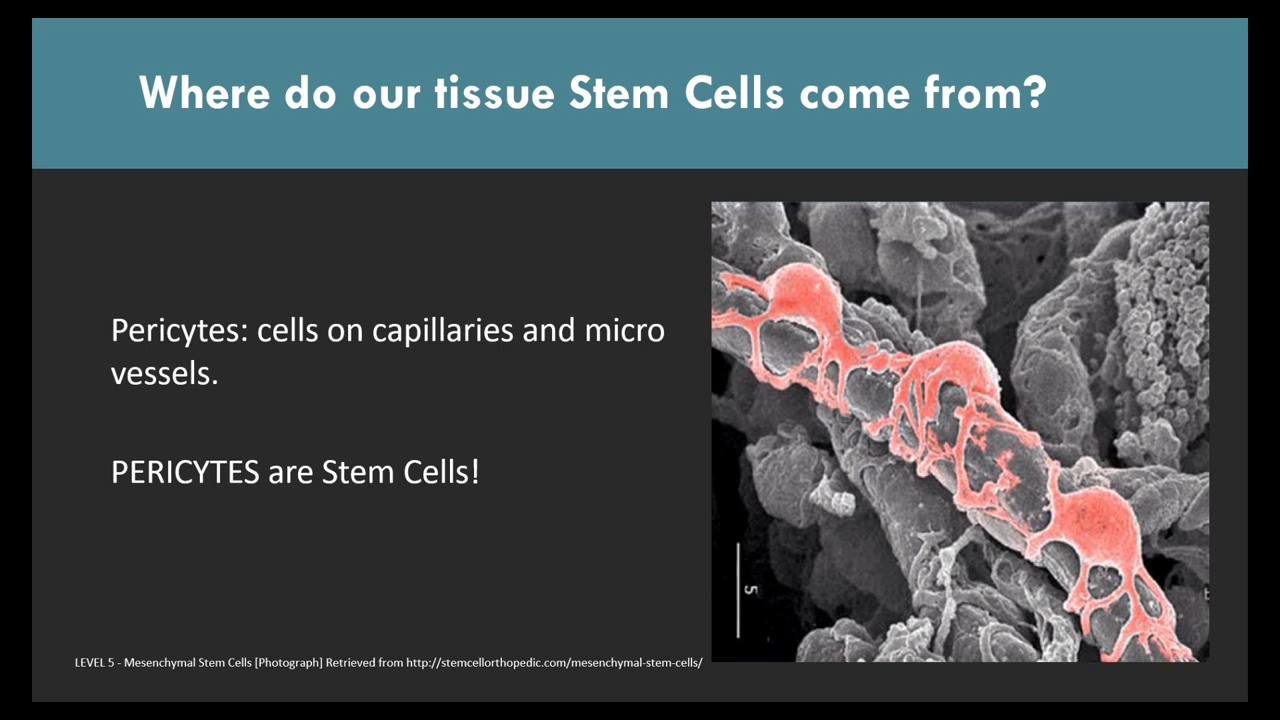 Where do our tissue Stem Cells come from?
Pericytes: cells on capillaries and micro
vessels.
PERICYTES are Stem Cells!
5
LEVEL 5 - Mesenchymal Stem Cells [Photograph] Retrieved from http://stemcellorthopedic.com/mesenchymal-stem-cells/